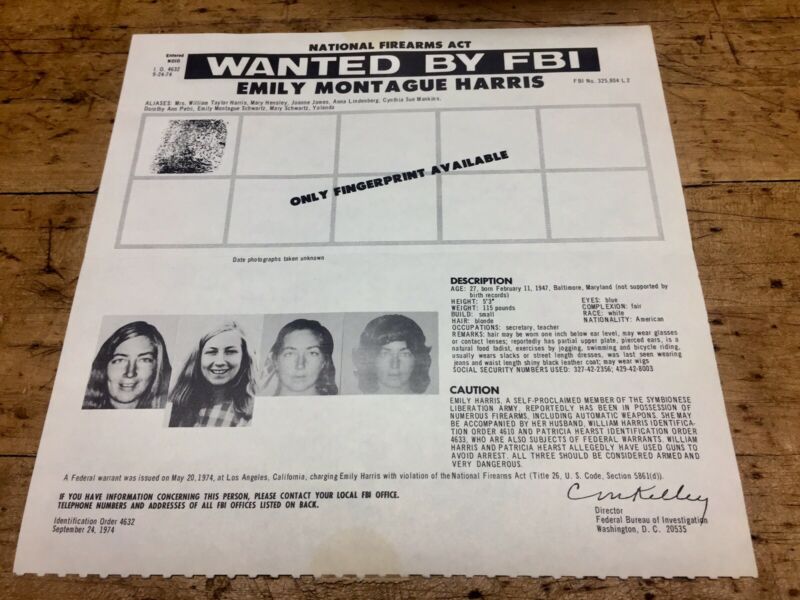 NATIONAL FIREARMS ACT
Entered
NCIC
I. O. 4632
9-24-74
WANTED BY FBI
EMILY MONTAGUE HARRIS
FBI No. 325,804 L2
ALIASES: Mrs. William Taylor Harris, Mary Hensley, Joanne James, Anna Lindenberg, Cynthia Sue Mankins,
Dorothy Ann Petri, Emily Montague Schwartz, Mary Schwartz, Yolanda
ONLY FINGERPRINT AVAILABLE
Date photographs taken unknown
DESCRIPTION
AGE: 27, born February 11, 1947, Baltimore, Maryland (not supported by
birth records)
HEIGHT: 5'3" EYES: blue
WEIGHT: 115 pounds COMPLEXION: fair
BUILD: small RACE: white
HAIR: blonde NATIONALITY: American
OCCUPATIONS: secretary, teacher
REMARKS: hair may be worn one inch below ear level, may wear glasses
or contact lenses; reportedly has partial upper plate, pierced ears, is a
natural food fadist, exercises by jogging, swimming and bicycle riding,
usually wears slacks or street length dresses, was last seen wearing
jeans and waist length shiny black leather coat; may wear wigs
SOCIAL SECURITY NUMBERS USED: 327-42-2356; 429-42-8003
CAUTION
EMILY HARRIS, A SELF-PROCLAIMED MEMBER OF THE SYMBIONESE
LIBERATION ARMY, REPORTEDLY HAS BEEN IN POSSESSION OF
NUMEROUS FIREARMS, INCLUDING AUTOMATIC WEAPONS. SHE MAY
BE ACCOMPANIED BY HER HUSBAND, WILLIAM HARRIS IDENTIFICA-
TION ORDER 4610 AND PATRICIA HEARST IDENTIFICATION ORDER
4633, WHO ARE ALSO SUBJECTS OF FEDERAL WARRANTS. WILLIAM
HARRIS AND PATRICIA HEARST ALLEGEDLY HAVE USED GUNS TO
AVOID ARREST. ALL THREE SHOULD BE CONSIDERED ARMED AND
VERY DANGEROUS.
A Federal warrant was issued on May 20, 1974, at Los Angeles, California, charging Emily Harris with violation of the National Firearms Act (Title 26, U. S. Code, Section 5861(d)).
IF YOU HAVE INFORMATION CONCERNING THIS PERSON, PLEASE CONTACT YOUR LOCAL FBI OFFICE.
TELEPHONE NUMBERS AND ADDRESSES OF ALL FBI OFFICES LISTED ON BACK.
Identification Order 4632
September 24, 1974
C M Kelley
Director
Federal Bureau of Investigation
Washington, D. C. 20535